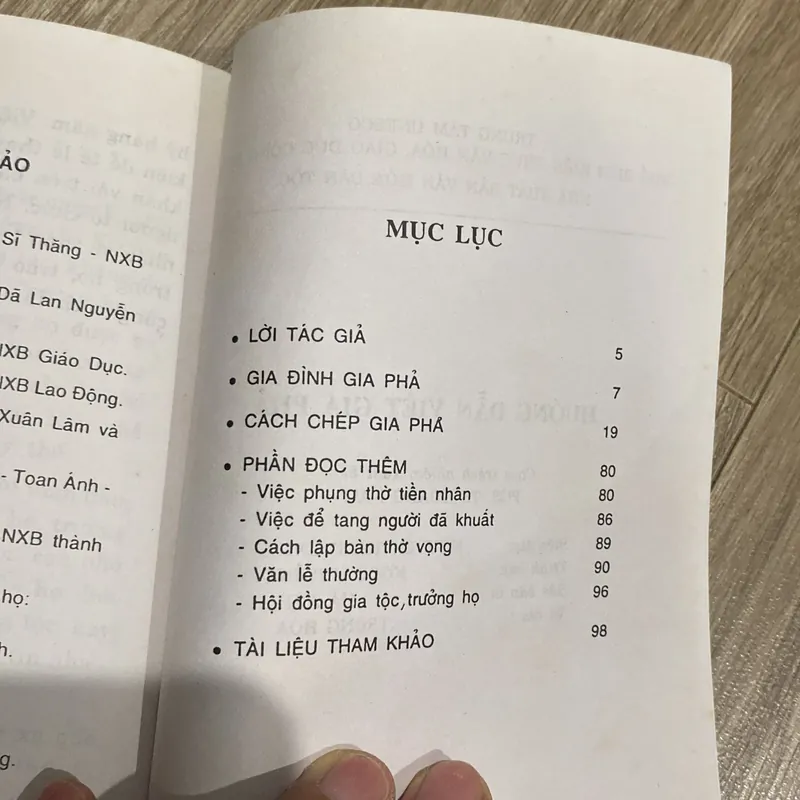 ẢO
Sĩ Thăng - NXB
Dã Lan Nguyễn
NXB Giáo Dục.
NXB Lao Động.
Xuân Lâm và
- Toan Ánh -
NXB thành
họ:
h.
g.
MỤC LỤC
• LỜI TÁC GIẢ 5
• GIA ĐÌNH GIA PHẢ 7
• CÁCH CHÉP GIA PHẢ 19
• PHẦN ĐỌC THÊM 80
- Việc phụng thờ tiền nhân 80
- Việc để tang người đã khuất 86
- Cách lập bàn thờ vọng 89
- Văn lễ thường 90
- Hội đồng gia tộc, trưởng họ 96
• TÀI LIỆU THAM KHẢO 98